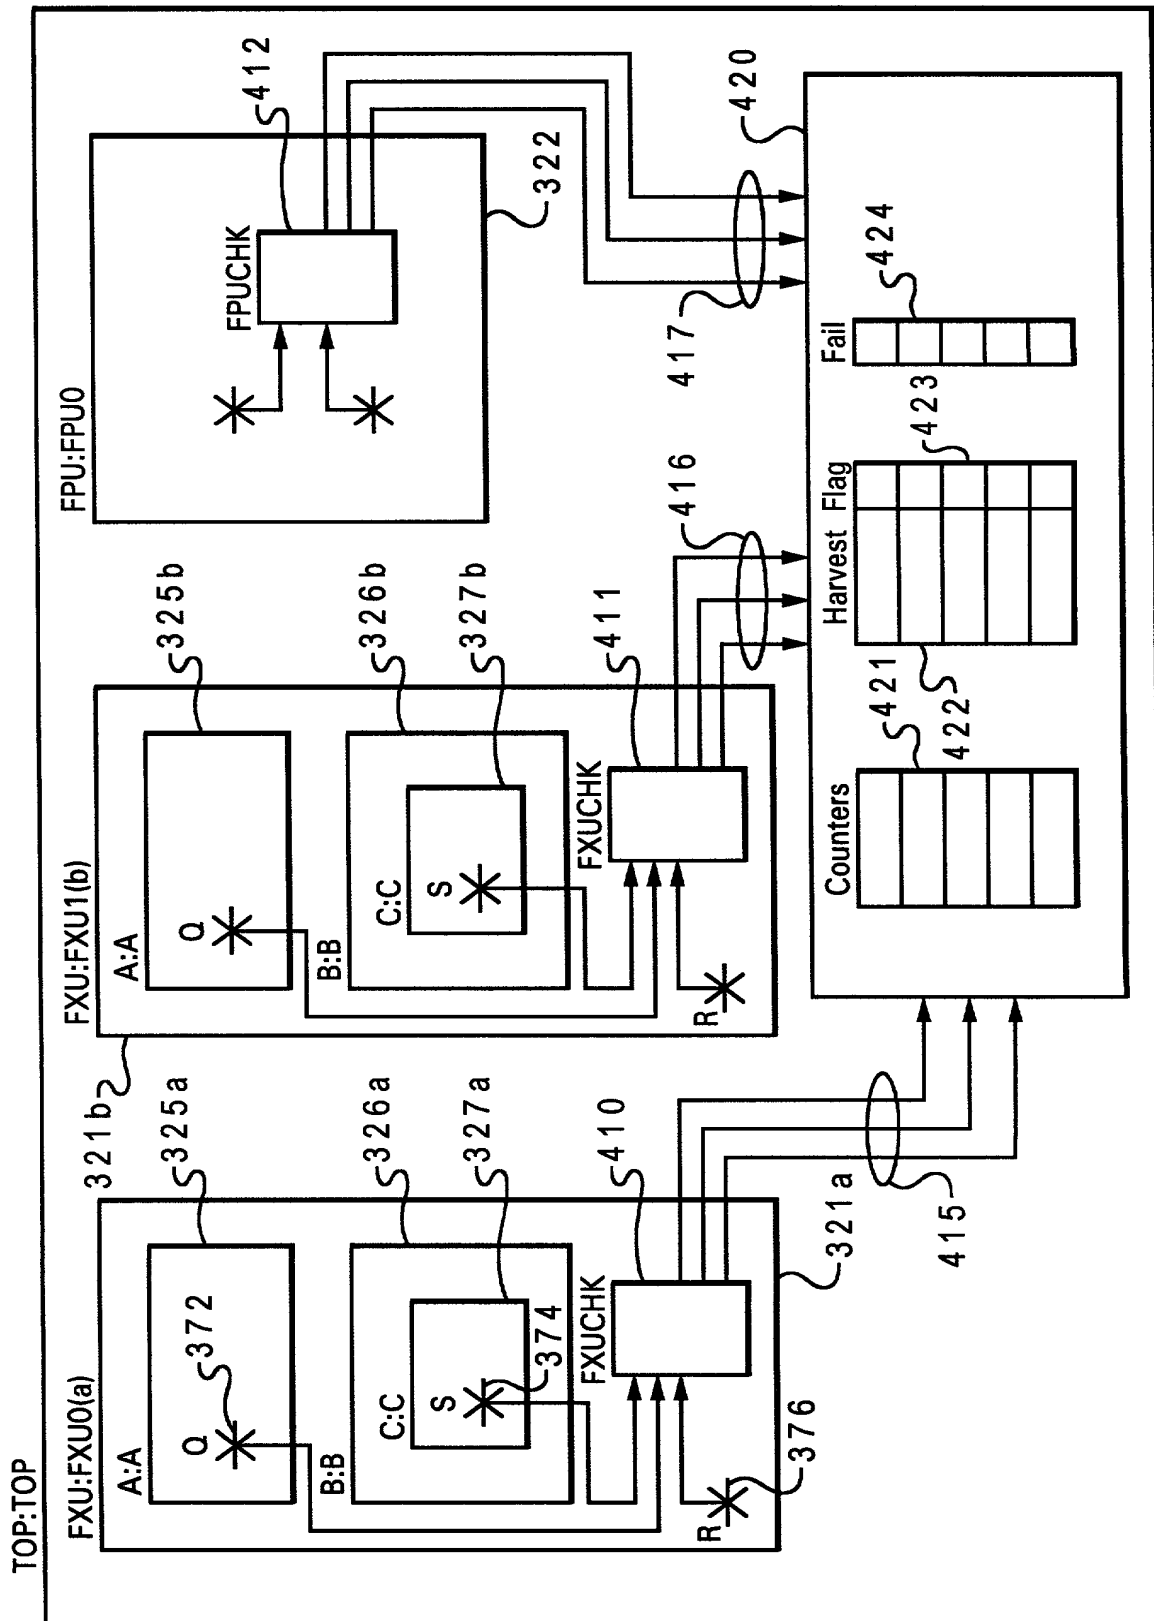 TOP:TOP
FXU:FXU0(a)
A:A
Q
372
325a
B:B
C:C
S
374
326a
327a
FXUCHK
410
R
376
321a
415
321b
FXU:FXU1(b)
A:A
Q
325b
B:B
C:C
S
326b
327b
FXUCHK
411
R
416
FPU:FPU0
FPUCHK
412
322
417
420
Counters
421
Harvest
422
Flag
423
Fail
424